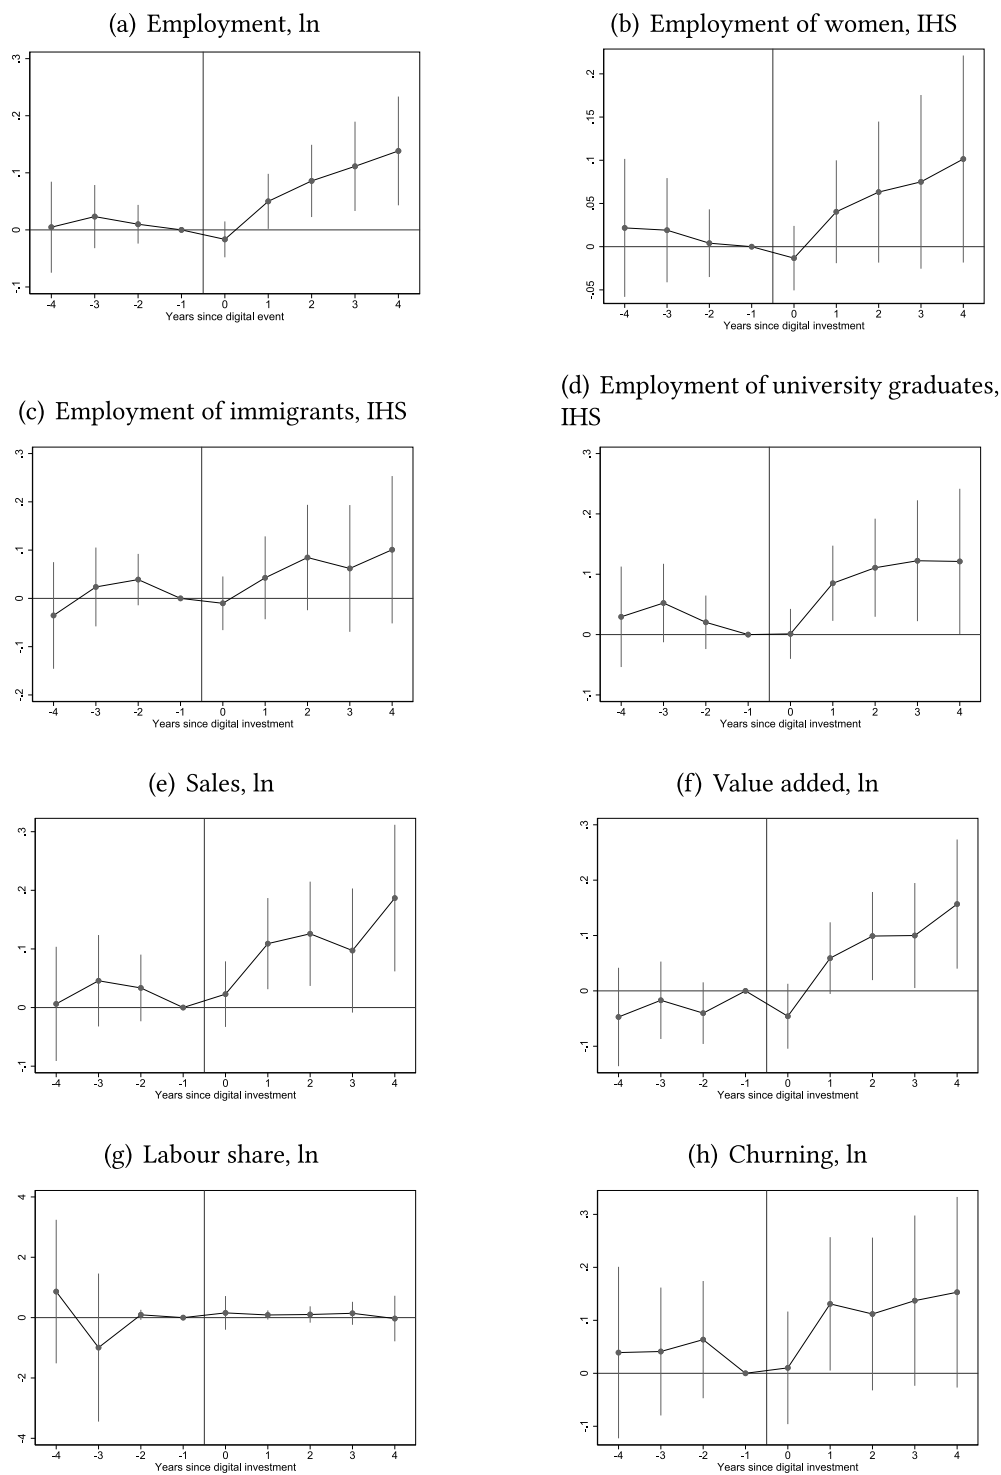 (a) Employment, ln
.3
.2
.1
0
-.1
-4 -3 -2 -1 0 1 2 3 4
Years since digital event
(b) Employment of women, IHS
.2
.15
.1
.05
0
-.05
-4 -3 -2 -1 0 1 2 3 4
Years since digital investment
(c) Employment of immigrants, IHS
.3
.2
.1
0
-.1
-.2
-4 -3 -2 -1 0 1 2 3 4
Years since digital investment
(d) Employment of university graduates,
IHS
.3
.2
.1
0
-.1
-4 -3 -2 -1 0 1 2 3 4
Years since digital investment
(e) Sales, ln
.3
.2
.1
0
-.1
-4 -3 -2 -1 0 1 2 3 4
Years since digital investment
(f) Value added, ln
.3
.2
.1
0
-.1
-4 -3 -2 -1 0 1 2 3 4
Years since digital investment
(g) Labour share, ln
4
2
0
-2
-4
-4 -3 -2 -1 0 1 2 3 4
Years since digital investment
(h) Churning, ln
.3
.2
.1
0
-.1
-4 -3 -2 -1 0 1 2 3 4
Years since digital investment